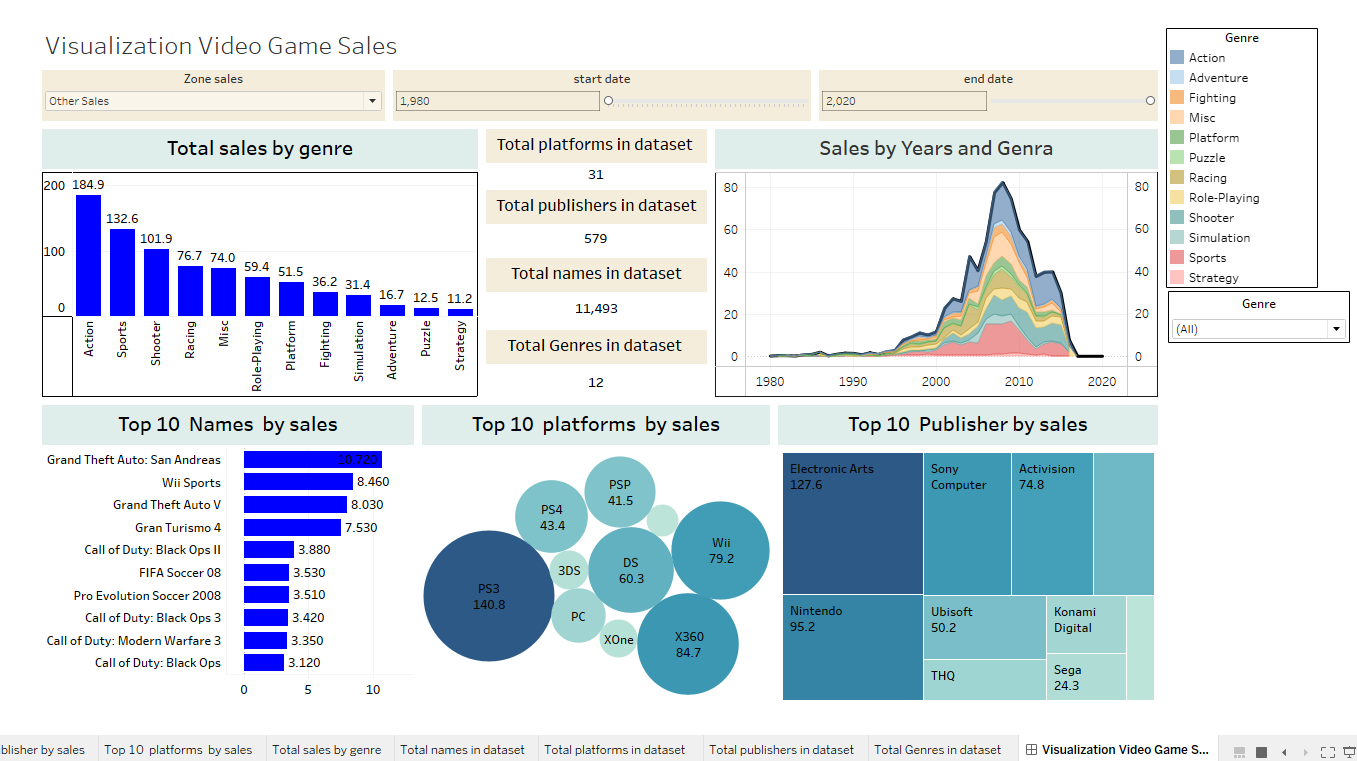 Visualization Video Game Sales
Zone sales
Other Sales
start date
1,980
end date
2,020
Genre
Action
Adventure
Fighting
Misc
Platform
Puzzle
Racing
Role-Playing
Shooter
Simulation
Sports
Strategy
Genre
(All)
Total sales by genre
200
100
0
184.9
132.6
101.9
76.7
74.0
59.4
51.5
36.2
31.4
16.7
12.5
11.2
Action
Sports
Shooter
Racing
Misc
Role-Playing
Platform
Fighting
Simulation
Adventure
Puzzle
Strategy
Total platforms in dataset
31
Total publishers in dataset
579
Total names in dataset
11,493
Total Genres in dataset
12
Sales by Years and Genra
80
60
40
20
0
80
60
40
20
0
1980
1990
2000
2010
2020
Top 10 Names by sales
Grand Theft Auto: San Andreas
10.720
Wii Sports
8.460
Grand Theft Auto V
8.030
Gran Turismo 4
7.530
Call of Duty: Black Ops II
3.880
FIFA Soccer 08
3.530
Pro Evolution Soccer 2008
3.510
Call of Duty: Black Ops 3
3.420
Call of Duty: Modern Warfare 3
3.350
Call of Duty: Black Ops
3.120
0
5
10
Top 10 platforms by sales
PSP
41.5
PS4
43.4
Wii
79.2
3DS
DS
60.3
PS3
140.8
PC
XOne
X360
84.7
Top 10 Publisher by sales
Electronic Arts
127.6
Sony
Computer
Activision
74.8
Nintendo
95.2
Ubisoft
50.2
Konami
Digital
THQ
Sega
24.3
blisher by sales
Top 10 platforms by sales
Total sales by genre
Total names in dataset
Total platforms in dataset
Total publishers in dataset
Total Genres in dataset
Visualization Video Game S...